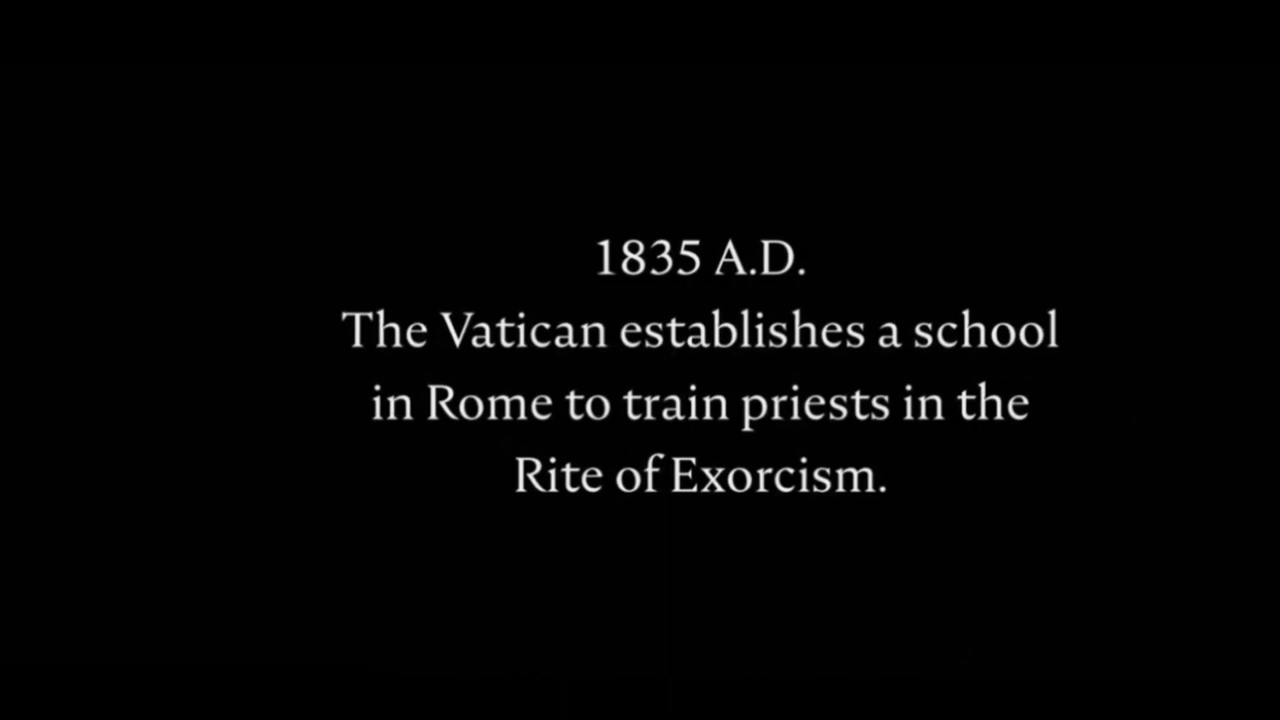 1835 A.D.
The Vatican establishes a school
in Rome to train priests in the
Rite of Exorcism.